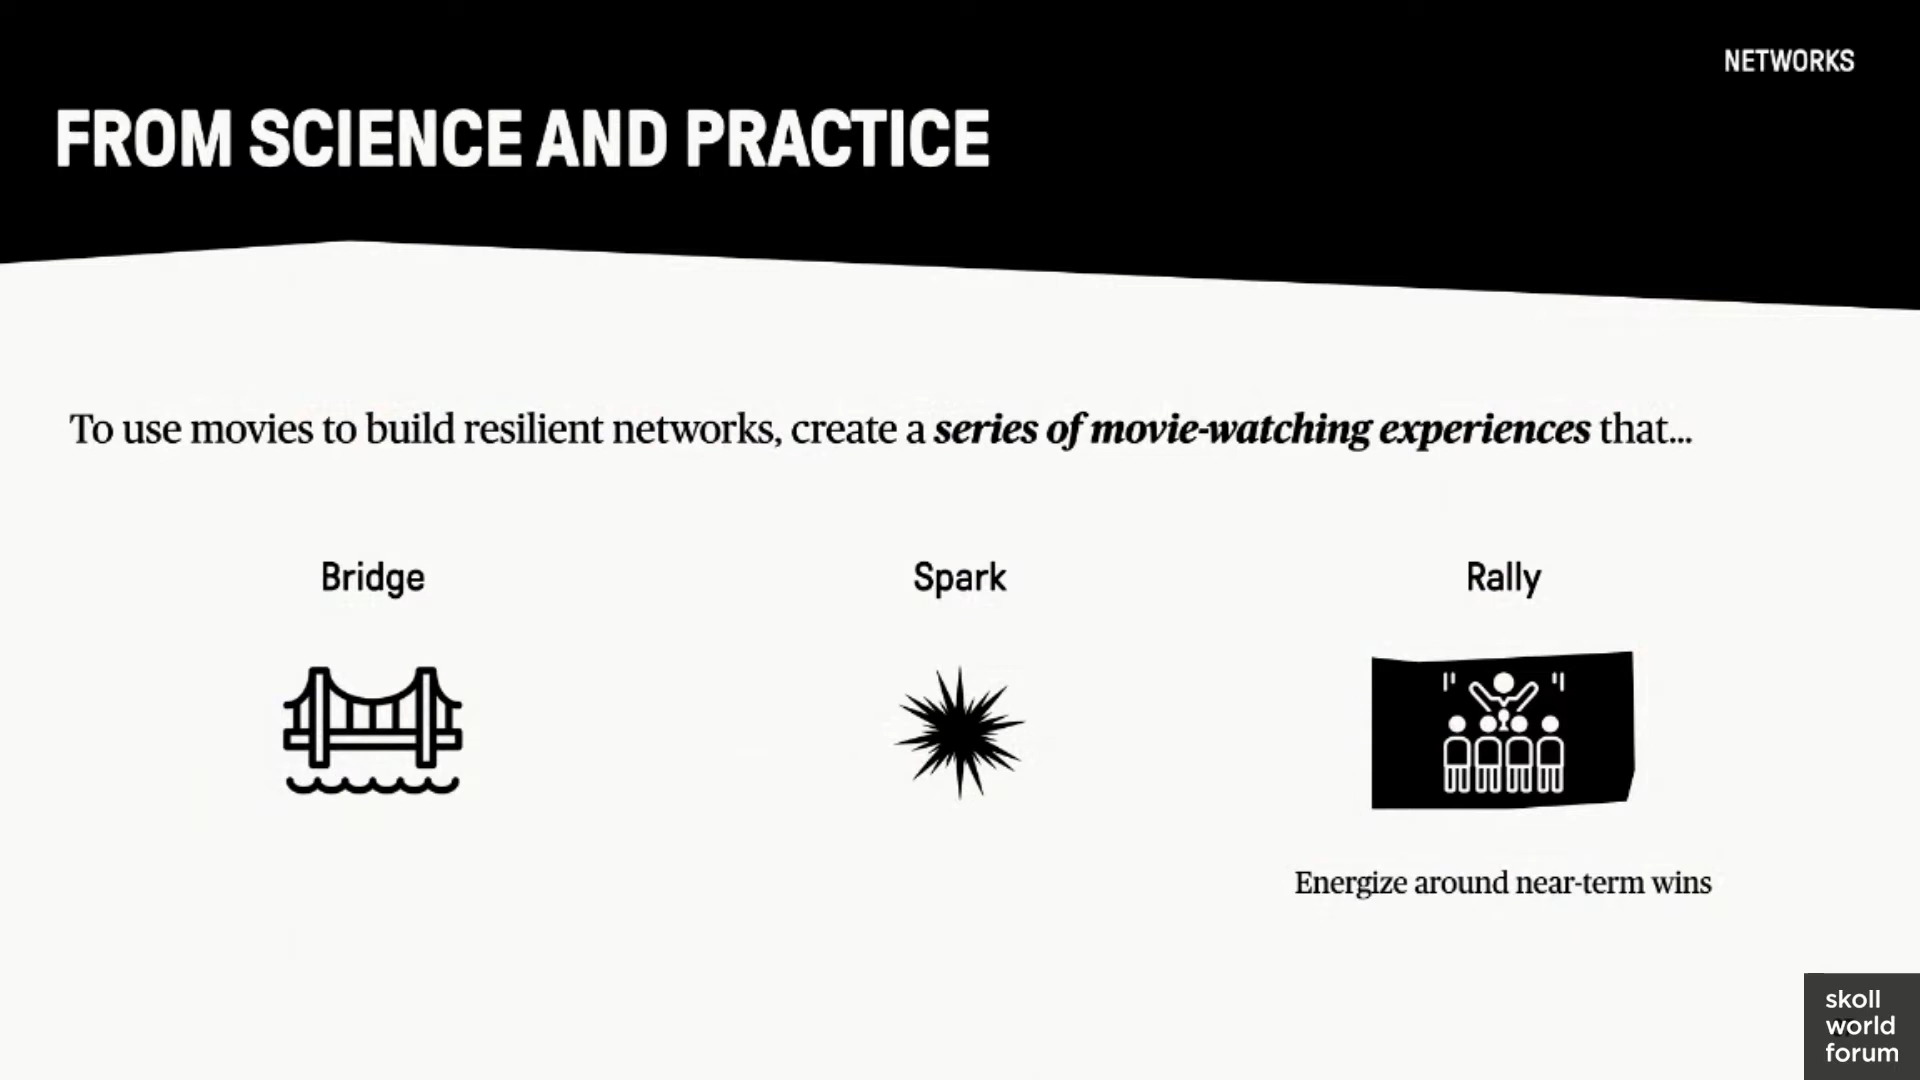 NETWORKS
FROM SCIENCE AND PRACTICE
To use movies to build resilient networks, create a series of movie-watching experiences that...
Bridge
Spark
Rally
Energize around near-term wins
skoll
world
forum